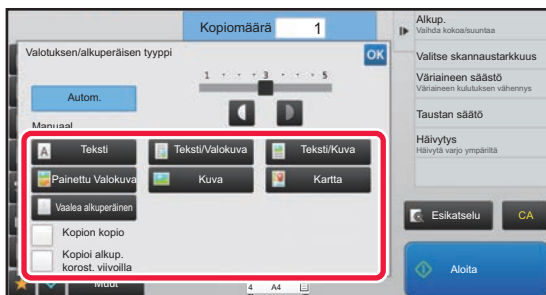 Kopiomäärä 1
Valotuksen/alkuperäisen tyyppi
OK
1 3 5
Autom.
Manuaal.
Teksti
Teksti/Valokuva
Teksti/Kuva
Painettu Valokuva
Kuva
Kartta
Vaalea alkuperäinen
Kopion kopio
Kopioi alkup.
korost. viivoilla
Muut
4 A4
Alkup.
Vaihda kokoa/suuntaa
Valitse skannaustarkkuus
Väriaineen säästö
Väriaineen kulutuksen vähennys
Taustan säätö
Häivytys
Häivytä varjo ympäriltä
Esikatselu
CA
Aloita